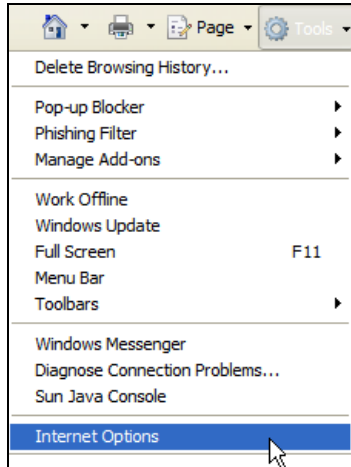 Page Tools
Delete Browsing History...
Pop-up Blocker
Phishing Filter
Manage Add-ons
Work Offline
Windows Update
Full Screen F11
Menu Bar
Toolbars
Windows Messenger
Diagnose Connection Problems...
Sun Java Console
Internet Options